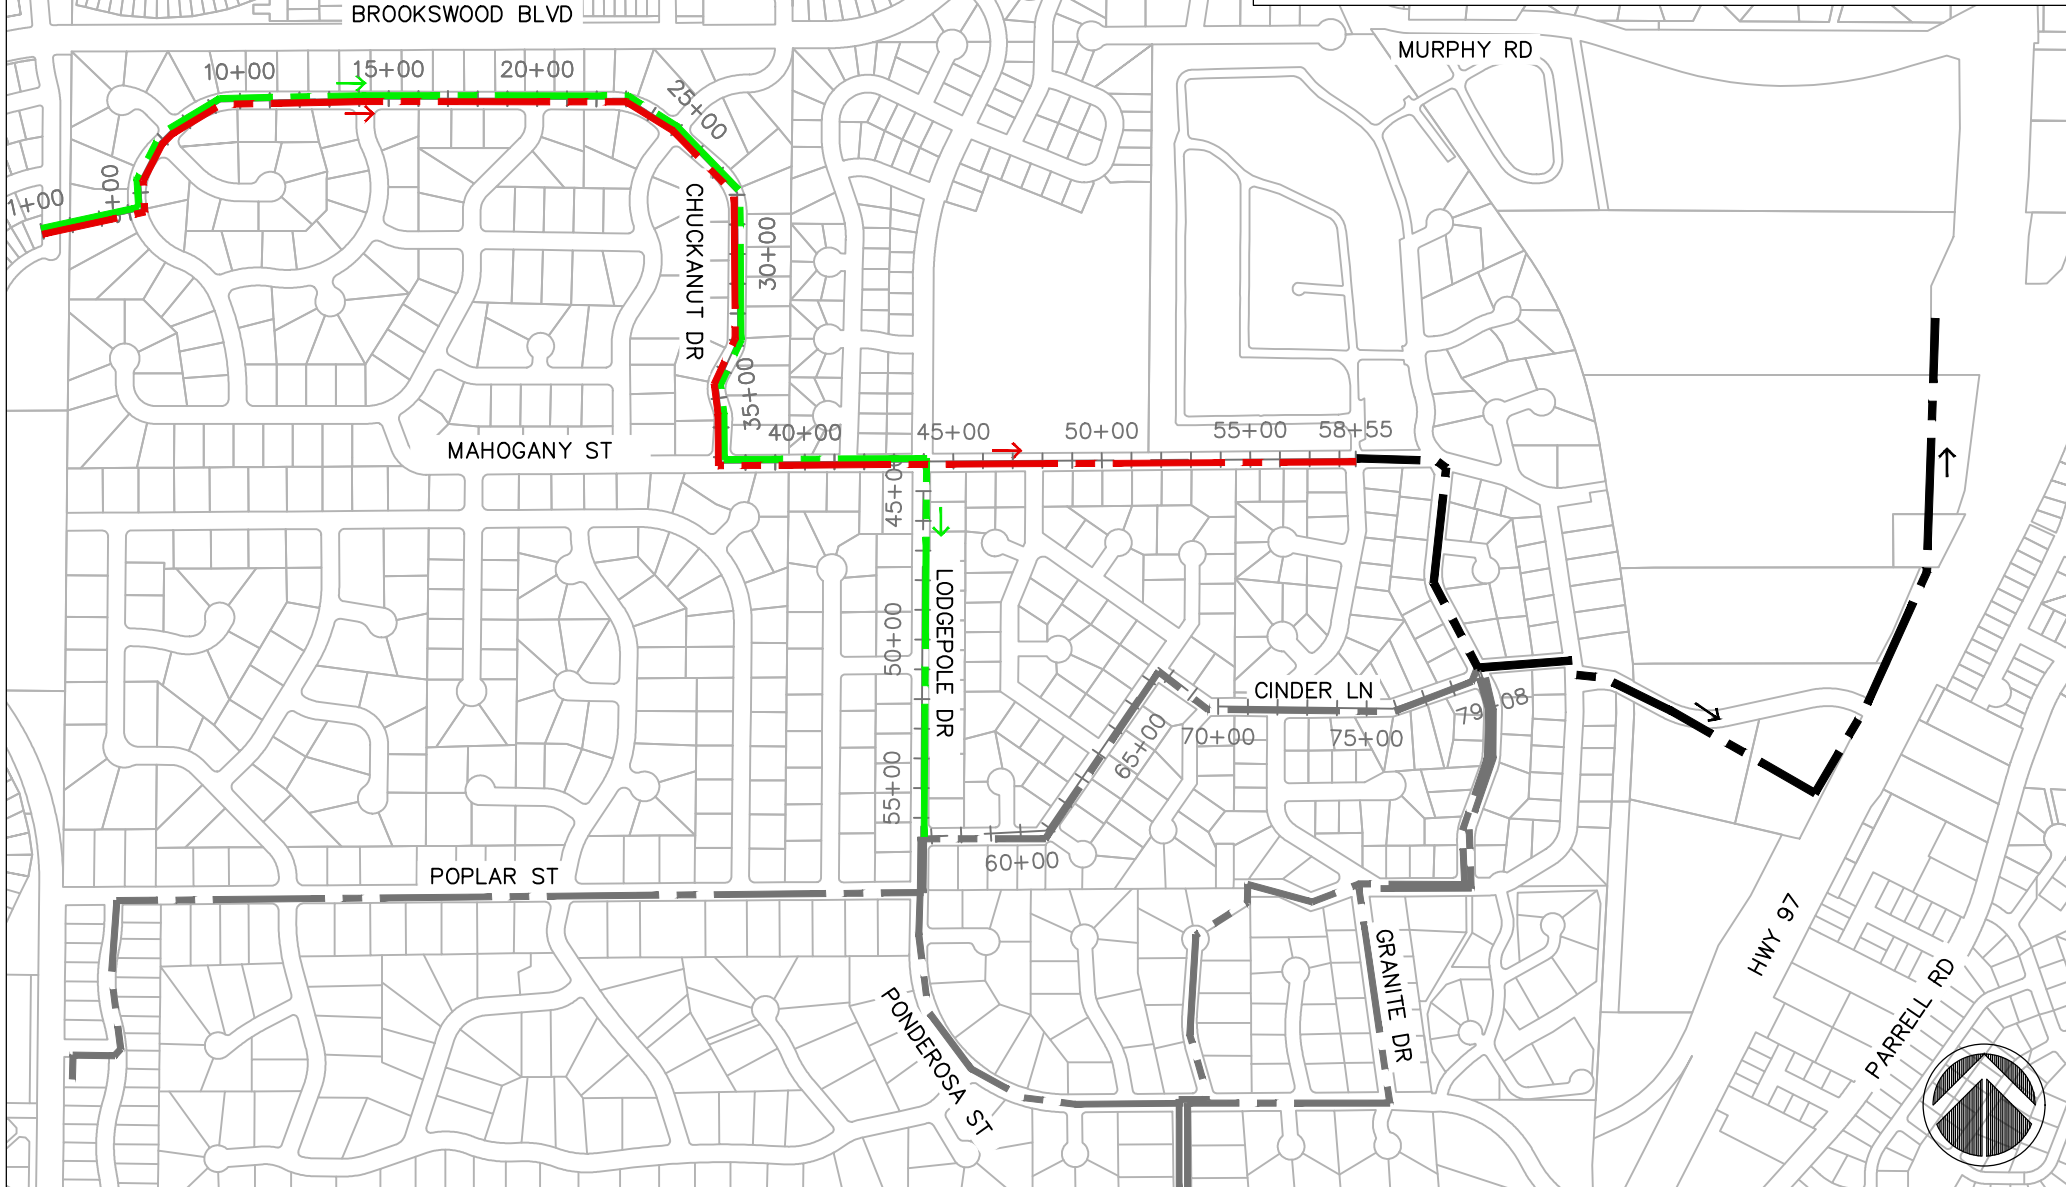 BROOKSWOOD BLVD
MURPHY RD
10+00
15+00
20+00
25+00
1+00
+00
CHUCKANUT DR
30+00
35+00
MAHOGANY ST
40+00
45+00
50+00
55+00
58+55
45+0
50+00
LODGEPOLE DR
55+00
CINDER LN
65+00
70+00
75+00
79+08
60+00
POPLAR ST
PONDEROSA ST
GRANITE DR
HWY 97
PARRELL RD